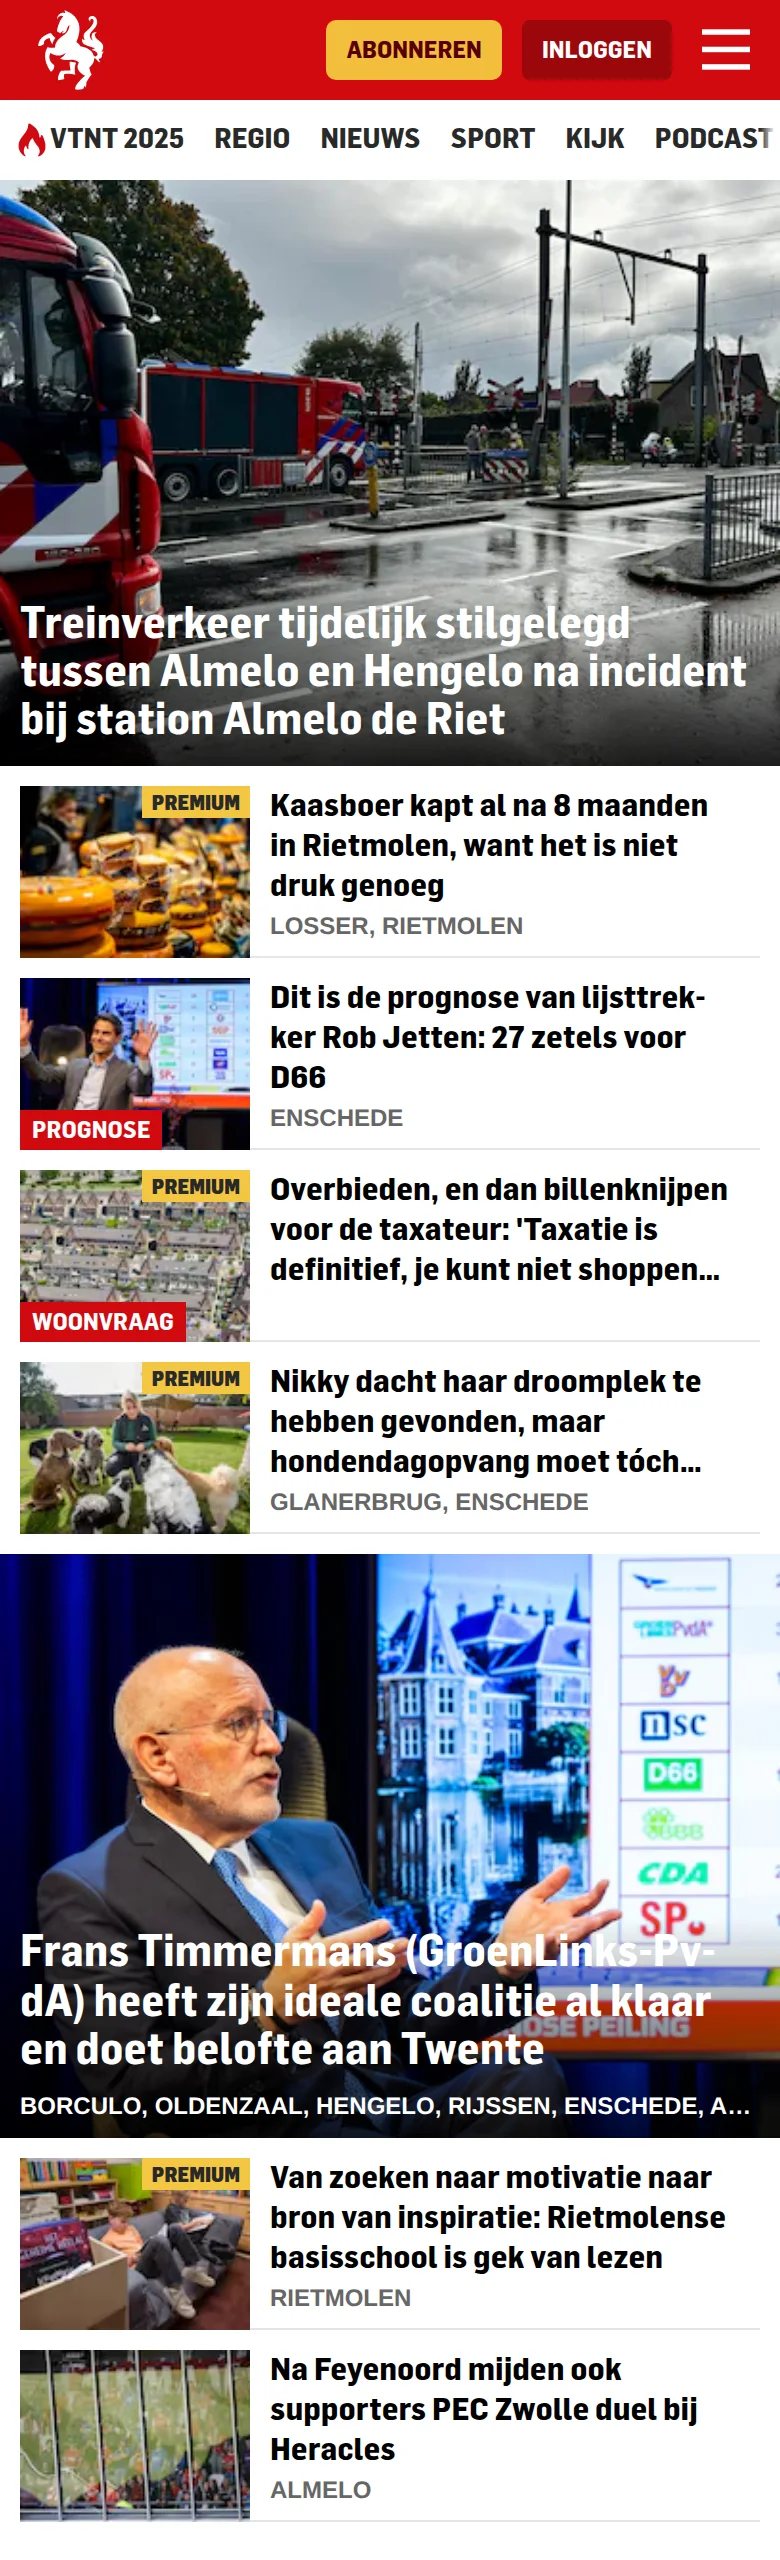 ABONNEREN
INLOGGEN
VTNT 2025 REGIO NIEUWS SPORT KIJK PODCAST
Treinverkeer tijdelijk stilgelegd
tussen Almelo en Hengelo na incident
bij station Almelo de Riet
PREMIUM
Kaasboer kapt al na 8 maanden
in Rietmolen, want het is niet
druk genoeg
LOSSER, RIETMOLEN
PROGNOSE
Dit is de prognose van lijsttrek-
ker Rob Jetten: 27 zetels voor
D66
ENSCHEDE
PREMIUM
WOONVRAAG
Overbieden, en dan billenknijpen
voor de taxateur: 'Taxatie is
definitief, je kunt niet shoppen...
PREMIUM
Nikky dacht haar droomplek te
hebben gevonden, maar
hondendagopvang moet tóch...
GLANERBRUG, ENSCHEDE
PvdA
VVD
nsc
D66
BBB
CDA
SP
Frans Timmermans (GroenLinks-Pv-
dA) heeft zijn ideale coalitie al klaar
en doet belofte aan Twente
OSE PEILING
BORCULO, OLDENZAAL, HENGELO, RIJSSEN, ENSCHEDE, A...
PREMIUM
Van zoeken naar motivatie naar
bron van inspiratie: Rietmolense
basisschool is gek van lezen
RIETMOLEN
Na Feyenoord mijden ook
supporters PEC Zwolle duel bij
Heracles
ALMELO